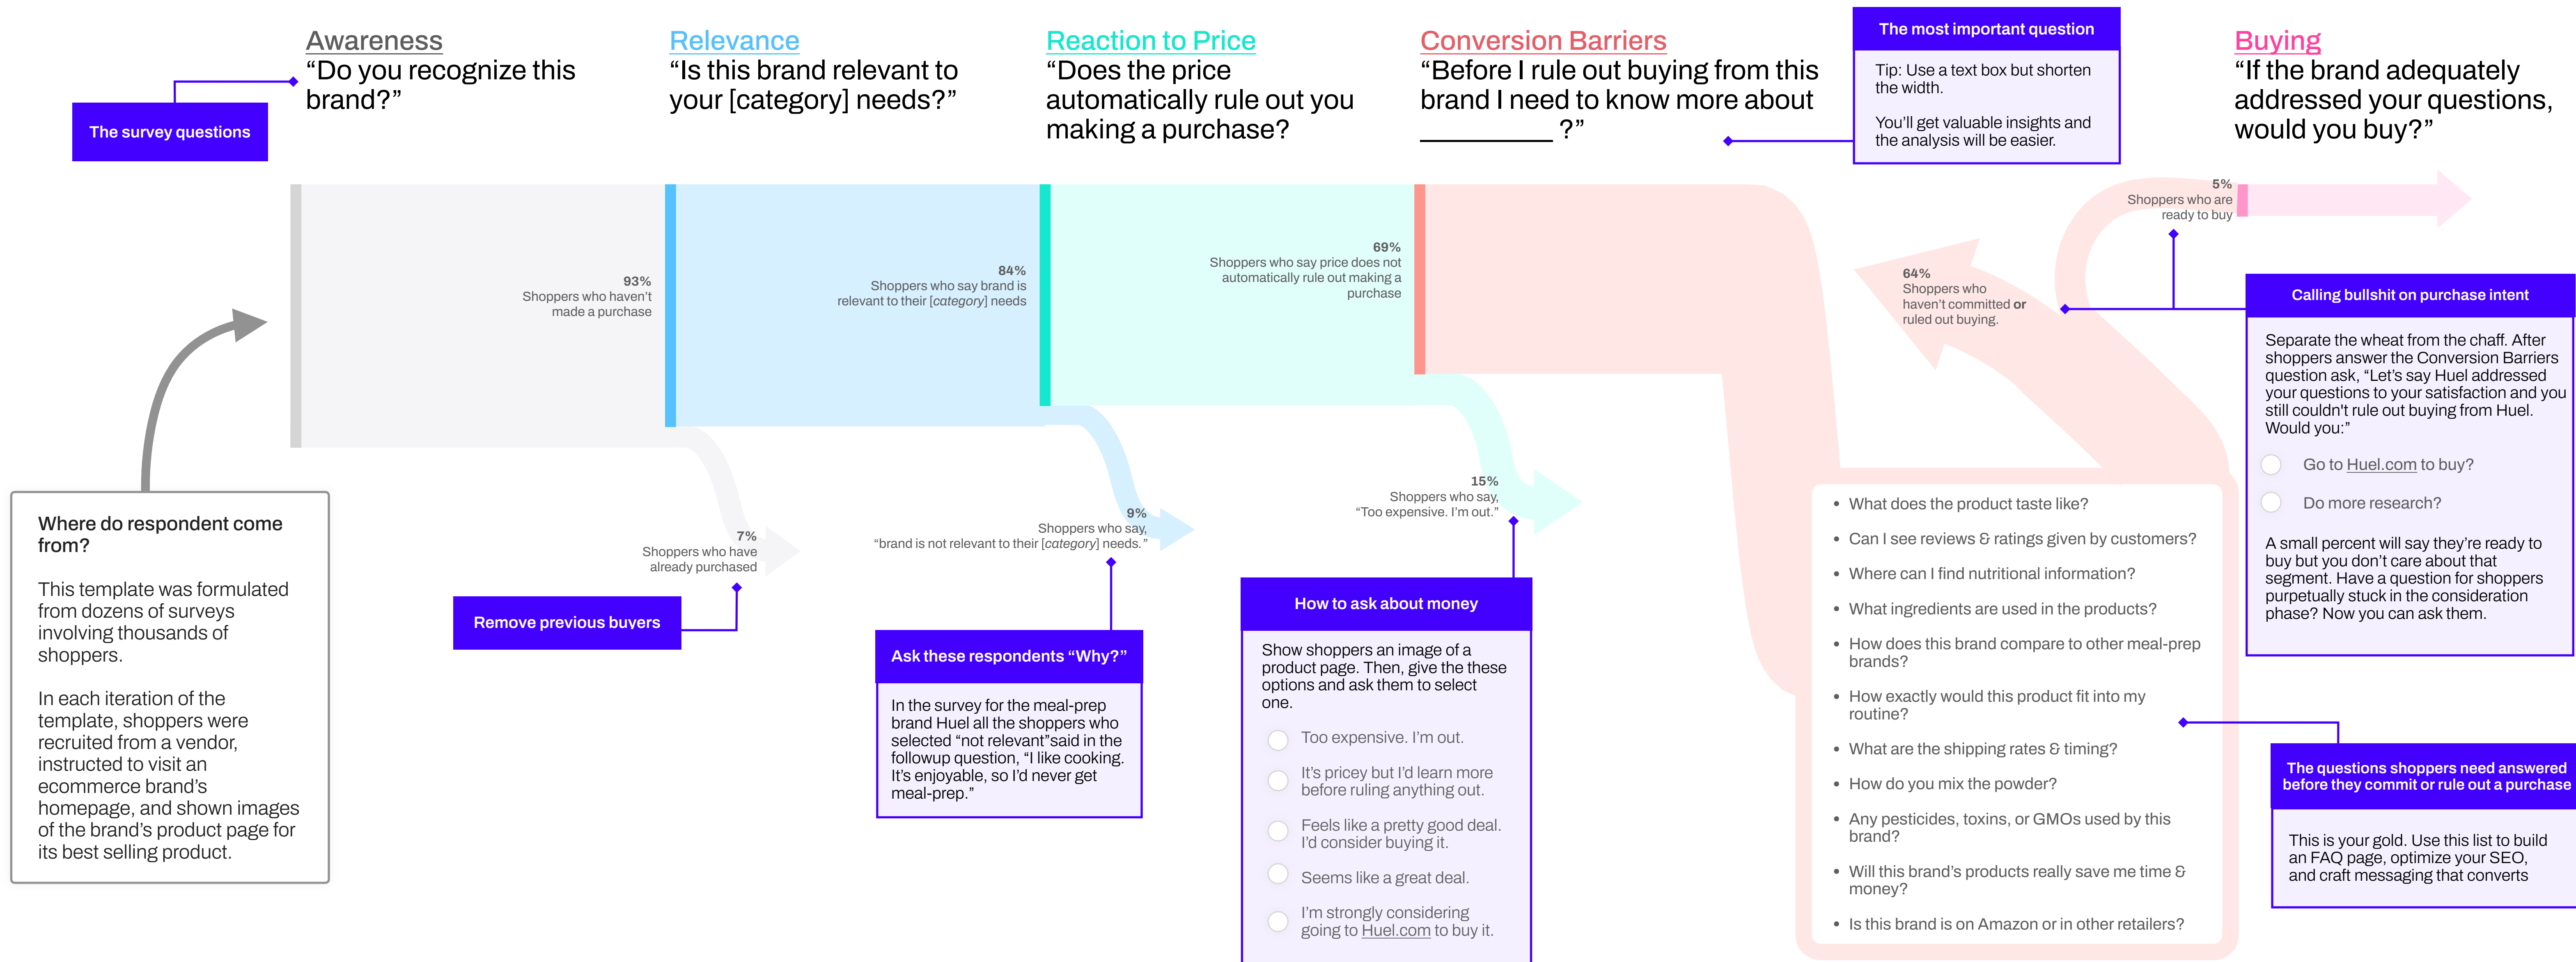 Awareness
“Do you recognize this
brand?”
The survey questions
Relevance
“Is this brand relevant to
your [category] needs?”
Reaction to Price
“Does the price
automatically rule out you
making a purchase?
Conversion Barriers
“Before I rule out buying from this
brand I need to know more about
_________ ?”
The most important question
Tip: Use a text box but shorten
the width.
You’ll get valuable insights and
the analysis will be easier.
Buying
“If the brand adequately
addressed your questions,
would you buy?”
93%
Shoppers who haven’t
made a purchase
84%
Shoppers who say brand is
relevant to their [category] needs
69%
Shoppers who say price does not
automatically rule out making a
purchase
64%
Shoppers who
haven’t committed or
ruled out buying.
5%
Shoppers who are
ready to buy
Calling bullshit on purchase intent
Separate the wheat from the chaff. After
shoppers answer the Conversion Barriers
question ask, “Let’s say Huel addressed
your questions to your satisfaction and you
still couldn't rule out buying from Huel.
Would you:”
Go to Huel.com to buy?
Do more research?
A small percent will say they’re ready to
buy but you don’t care about that
segment. Have a question for shoppers
perpetually stuck in the consideration
phase? Now you can ask them.
Where do respondent come
from?
This template was formulated
from dozens of surveys
involving thousands of
shoppers.
In each iteration of the
template, shoppers were
recruited from a vendor,
instructed to visit an
ecommerce brand’s
homepage, and shown images
of the brand’s product page for
its best selling product.
7%
Shoppers who have
already purchased
Remove previous buyers
9%
Shoppers who say,
“brand is not relevant to their [category] needs.”
Ask these respondents “Why?”
In the survey for the meal-prep
brand Huel all the shoppers who
selected “not relevant”said in the
followup question, “I like cooking.
It’s enjoyable, so I’d never get
meal-prep.”
15%
Shoppers who say,
“Too expensive. I’m out.”
How to ask about money
Show shoppers an image of a
product page. Then, give the these
options and ask them to select
one.
Too expensive. I’m out.
It’s pricey but I’d learn more
before ruling anything out.
Feels like a pretty good deal.
I’d consider buying it.
Seems like a great deal.
I’m strongly considering
going to Huel.com to buy it.
• What does the product taste like?
• Can I see reviews & ratings given by customers?
• Where can I find nutritional information?
• What ingredients are used in the products?
• How does this brand compare to other meal-prep
brands?
• How exactly would this product fit into my
routine?
• What are the shipping rates & timing?
• How do you mix the powder?
• Any pesticides, toxins, or GMOs used by this
brand?
• Will this brand’s products really save me time &
money?
• Is this brand is on Amazon or in other retailers?
The questions shoppers need answered
before they commit or rule out a purchase
This is your gold. Use this list to build
an FAQ page, optimize your SEO,
and craft messaging that converts